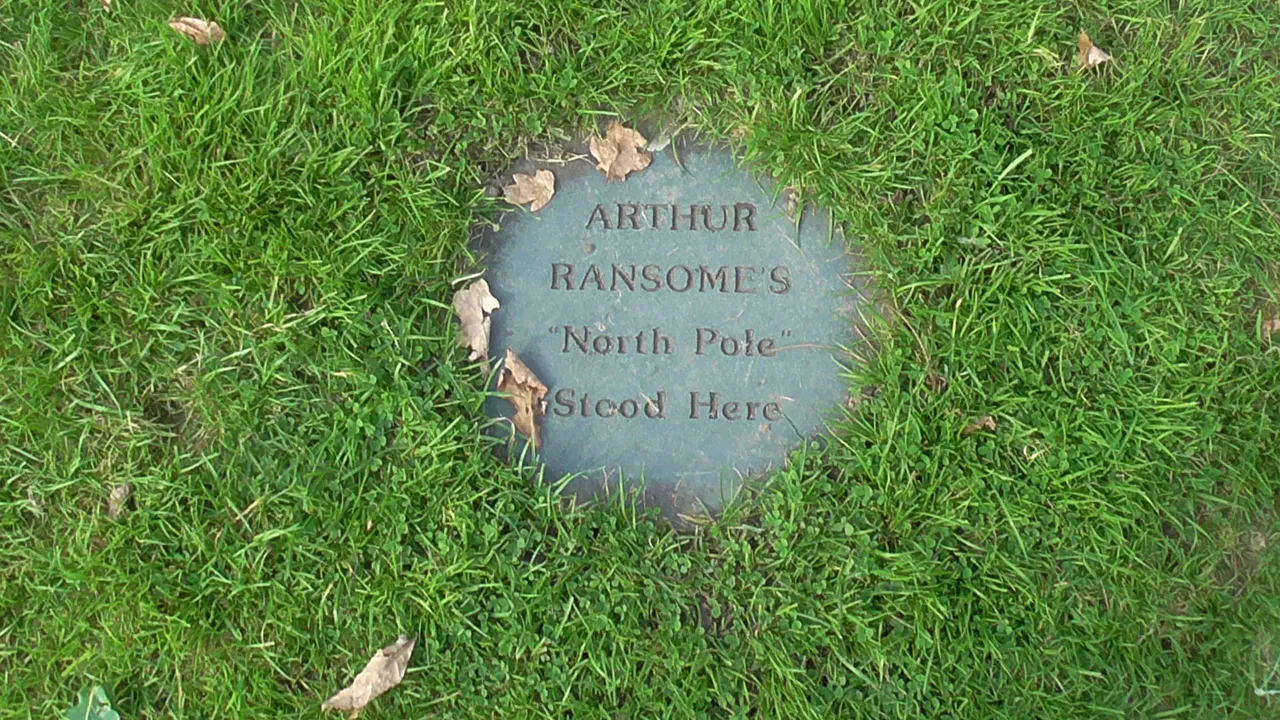 ARTHUR
RANSOME'S
"North Pole"
Stood Here